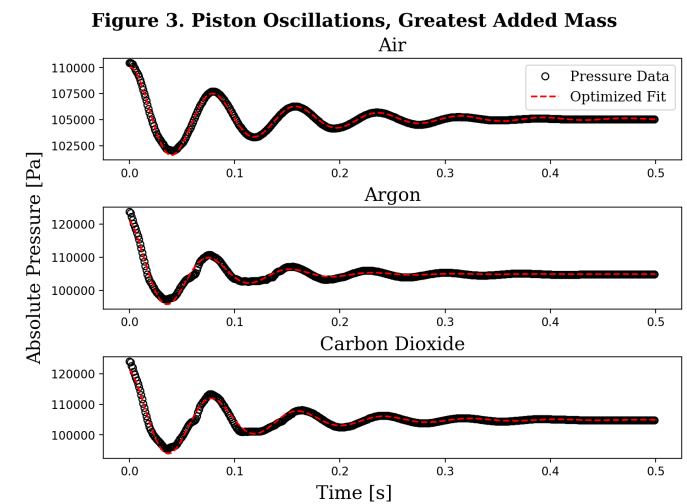 Figure 3. Piston Oscillations, Greatest Added Mass
Air
110000
107500
105000
102500
Pressure Data
Optimized Fit
0.0 0.1 0.2 0.3 0.4 0.5
Absolute Pressure [Pa]
Argon
120000
110000
100000
0.0 0.1 0.2 0.3 0.4 0.5
Carbon Dioxide
120000
110000
100000
0.0 0.1 0.2 0.3 0.4 0.5
Time [s]